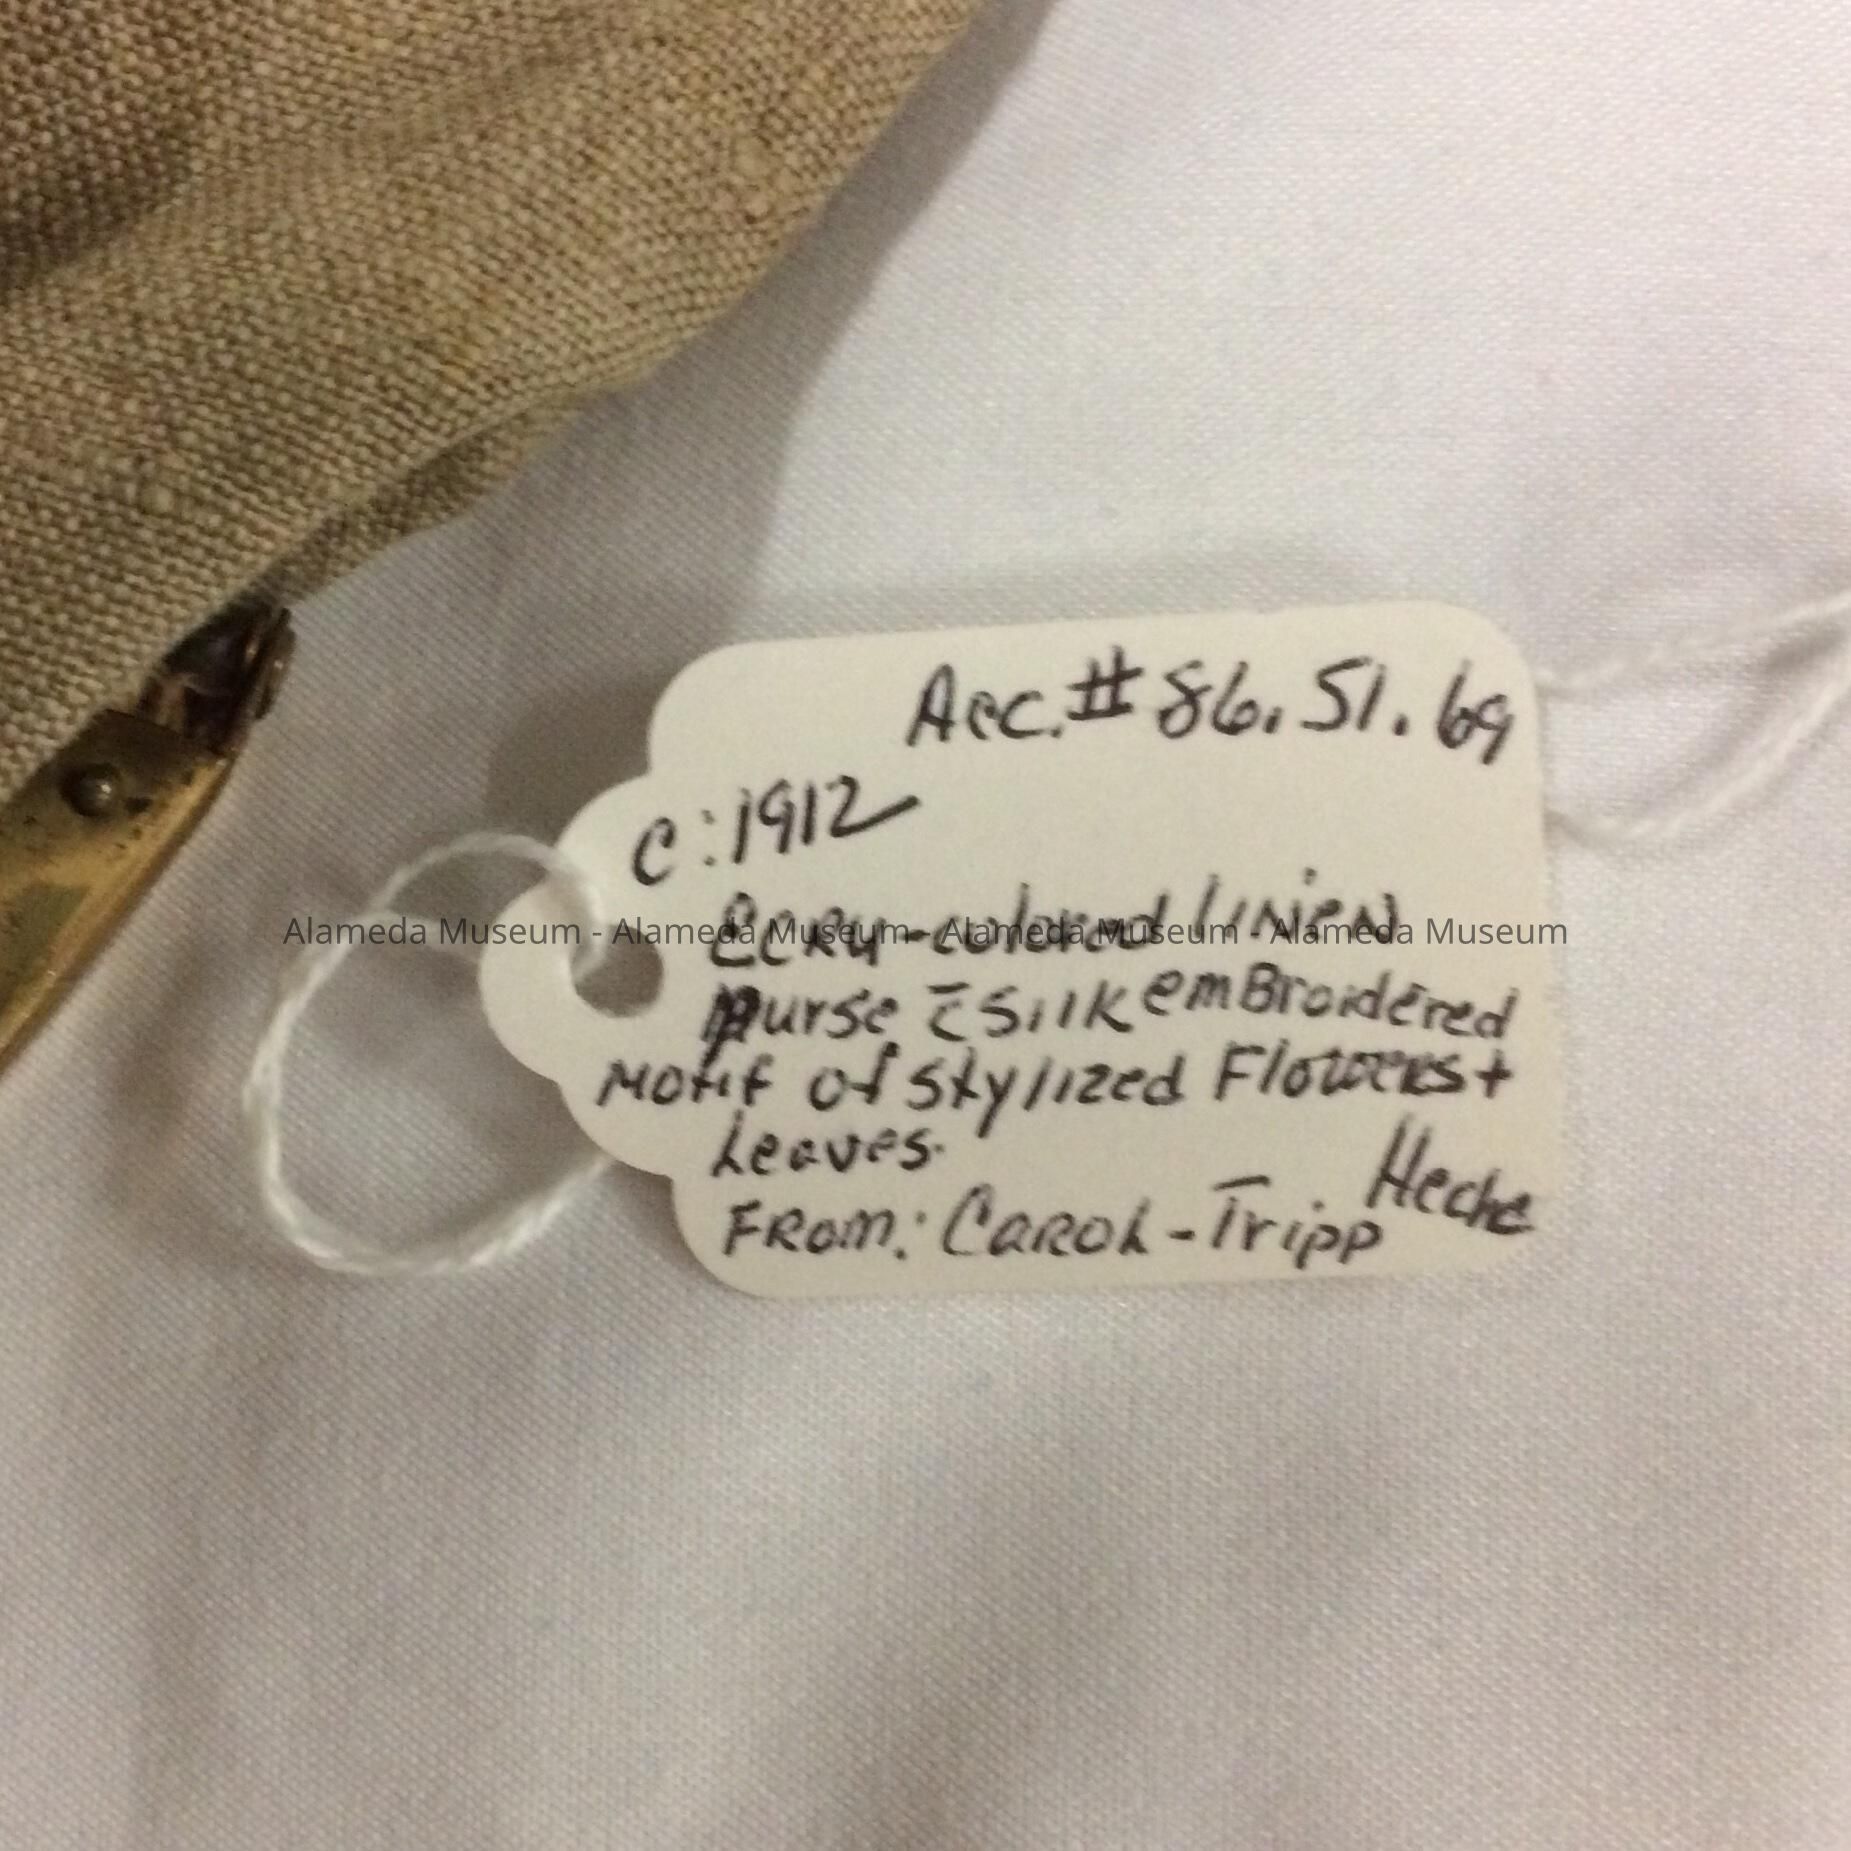 Acc. # 86.51.69
C: 1912
Ecru-colored linen
Alameda Museum - Alameda Museum - Alameda Museum - Alameda Museum
purse c̄ silk emBroidered
Motif of stylized Flowers +
Leaves.
From: Carol - Tripp Heche